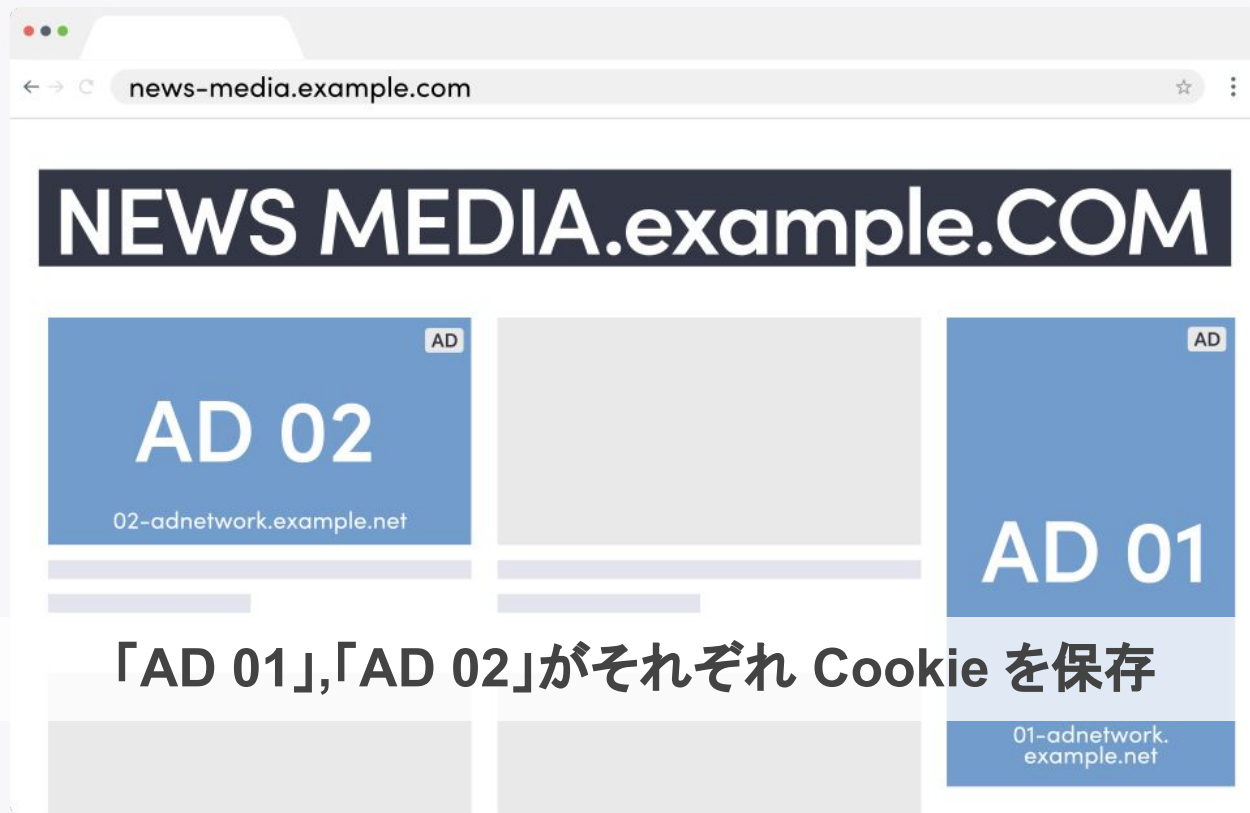 news-media.example.com
NEWS MEDIA.example.COM
AD
AD 02
02-adnetwork.example.net
AD
AD 01
「AD 01」,「AD 02」がそれぞれ Cookie を保存
01-adnetwork.
example.net